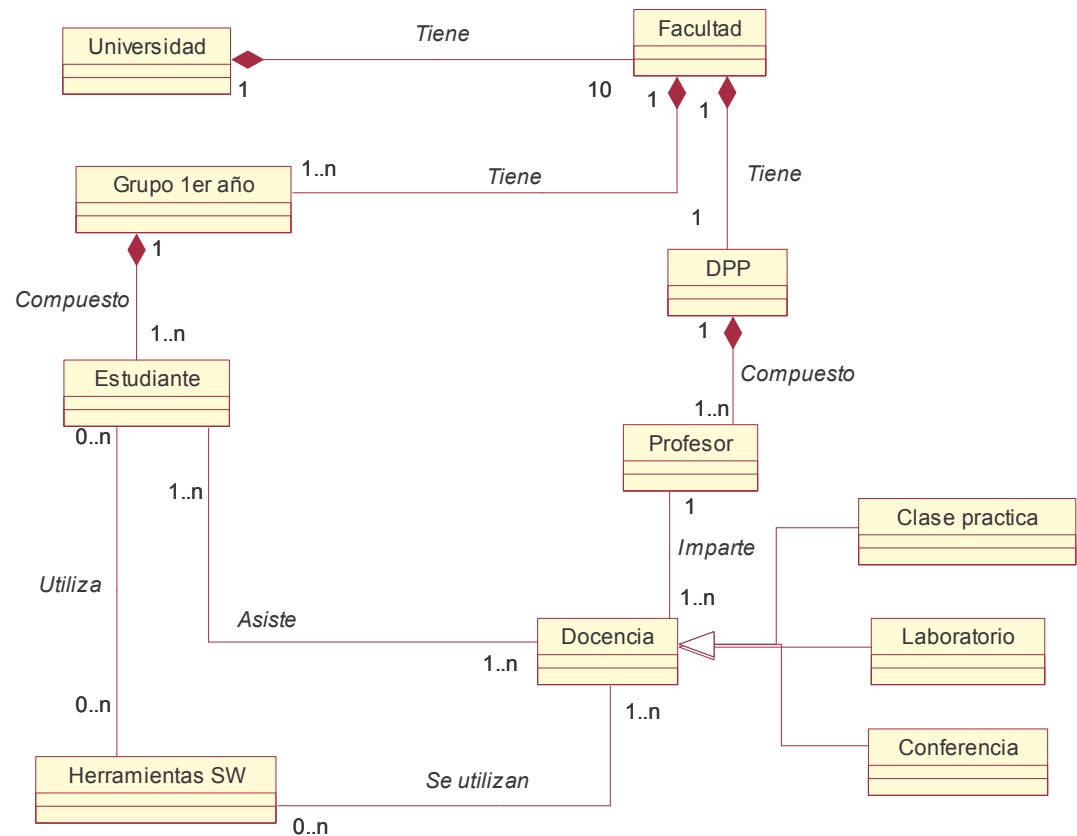 Universidad
Tiene
Facultad
1
10
1
1
Grupo 1er año
1..n
Tiene
Tiene
1
1
DPP
Compuesto
1..n
1
Compuesto
Estudiante
1..n
0..n
Profesor
1..n
1
Clase practica
Imparte
Utiliza
1..n
Asiste
Docencia
Laboratorio
1..n
0..n
1..n
Conferencia
Herramientas SW
Se utilizan
0..n